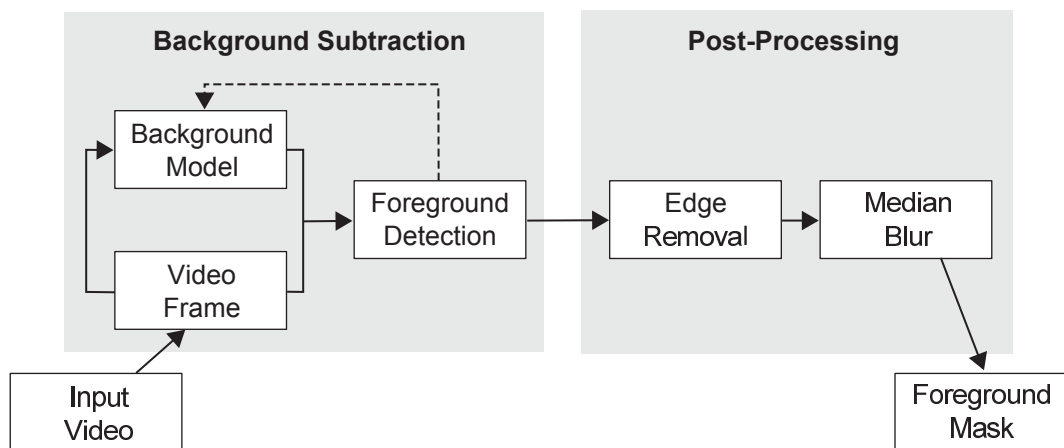 Background Subtraction
Post-Processing
Background
Model
Foreground
Detection
Edge
Removal
Median
Blur
Video
Frame
Input
Video
Foreground
Mask